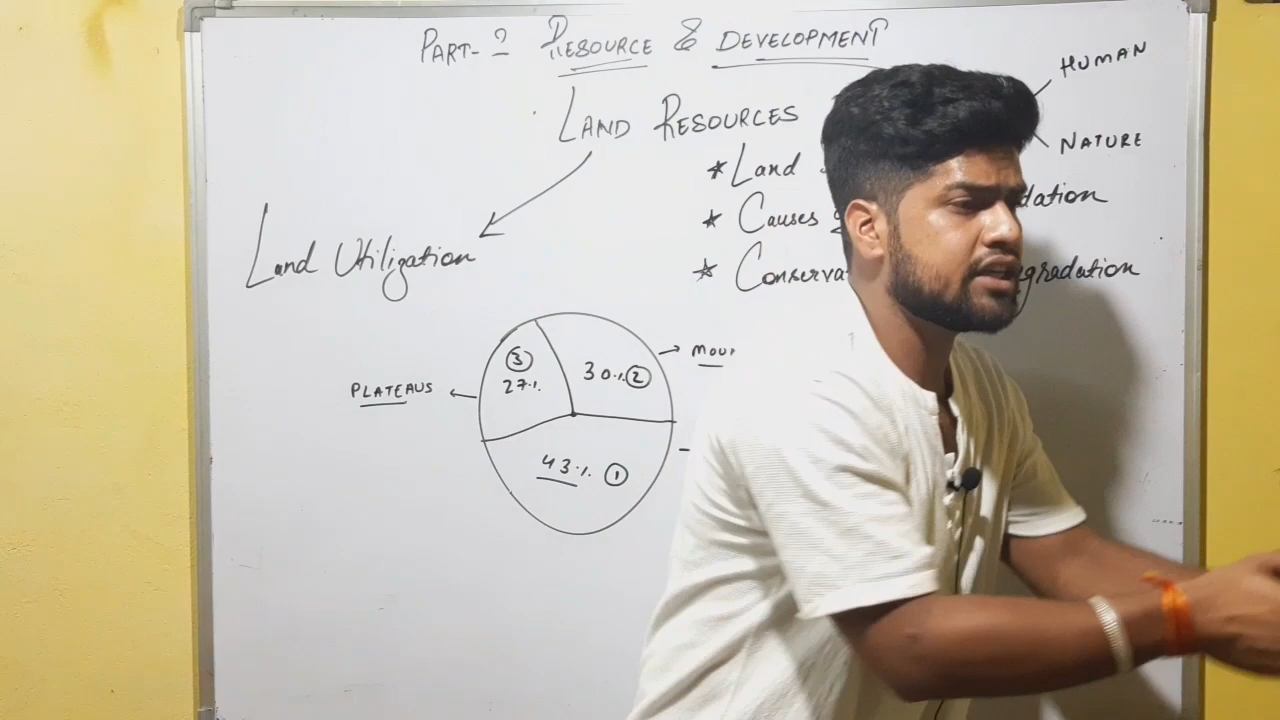 PART-2 RESOURCE & DEVELOPMENT
HUMAN
LAND RESOURCES
NATURE
* Land
* Causes dation
Land Utilization
* Conserva gradation
③ 27%
30% ②
MOU
PLATEAUS
43% ①